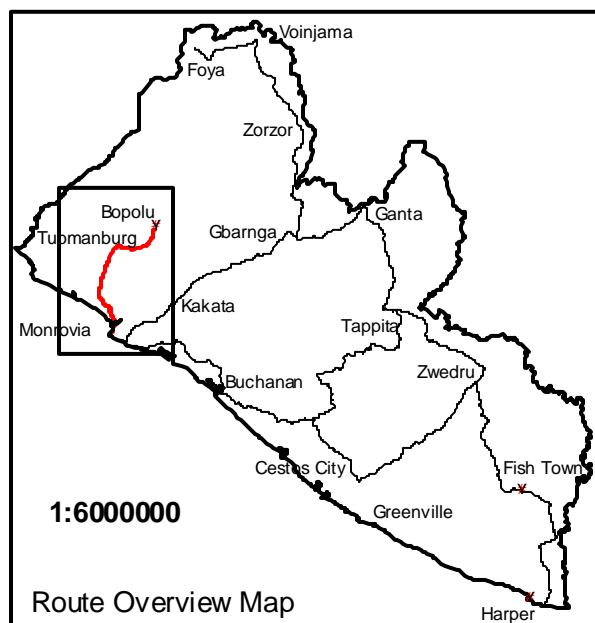 Voinjama
Foya
Zorzor
Bopolu
Ganta
Gbarnga
Tubmanburg
Kakata
Monrovia
Tappita
Zwedru
Buchanan
Cestos City
Fish Town
1:6000000
Greenville
Route Overview Map
Harper